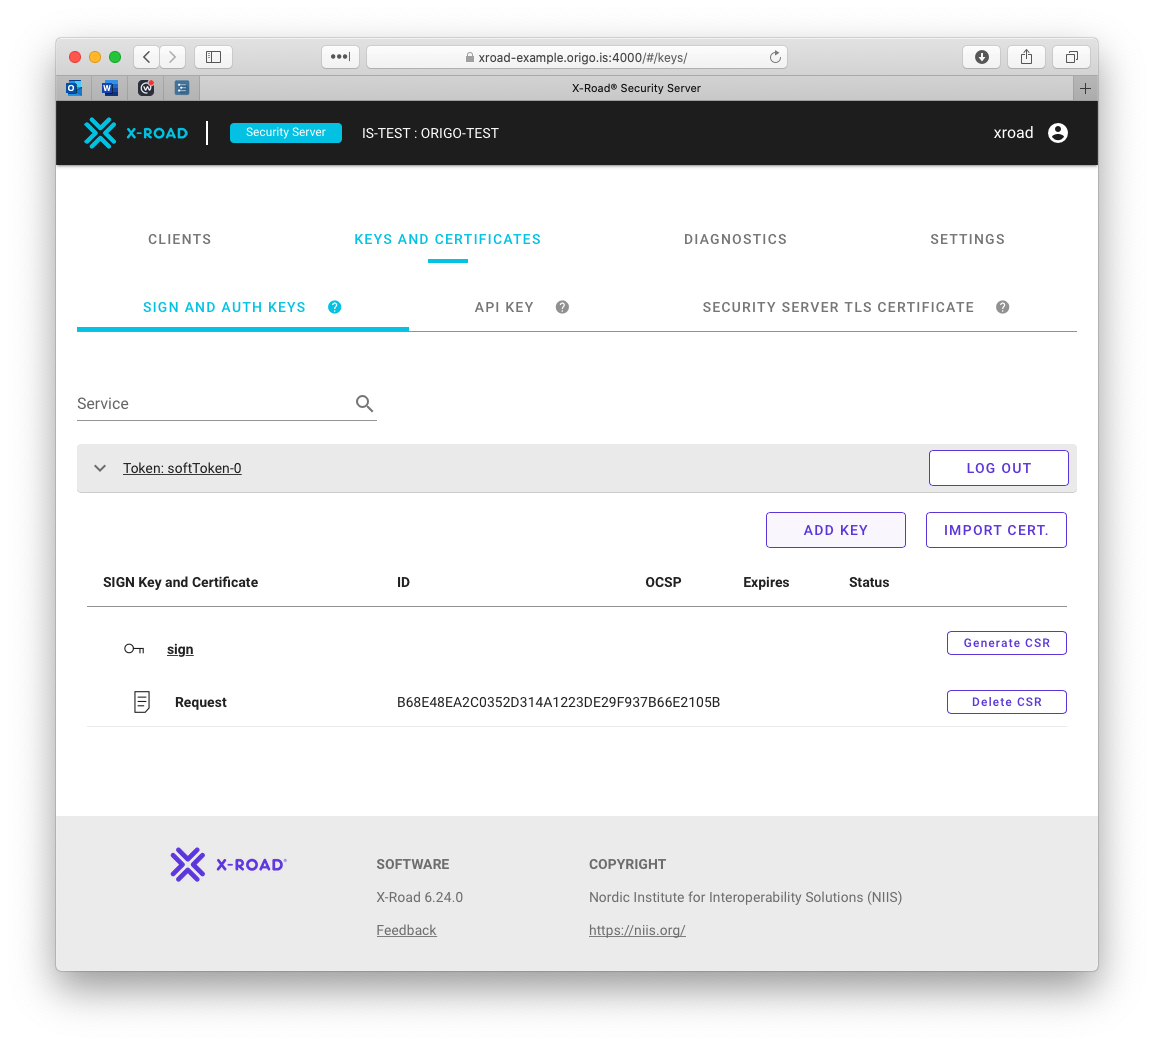 xroad-example.origo.is:4000/#/keys/
X-Road® Security Server
X-ROAD
Security Server
IS-TEST : ORIGO-TEST
xroad
CLIENTS
KEYS AND CERTIFICATES
DIAGNOSTICS
SETTINGS
SIGN AND AUTH KEYS ?
API KEY ?
SECURITY SERVER TLS CERTIFICATE ?
Service
Token: softToken-0
LOG OUT
ADD KEY
IMPORT CERT.
SIGN Key and Certificate
ID
OCSP
Expires
Status
sign
Generate CSR
Request
B68E48EA2C0352D314A1223DE29F937B66E2105B
Delete CSR
X-ROAD®
SOFTWARE
X-Road 6.24.0
Feedback
COPYRIGHT
Nordic Institute for Interoperability Solutions (NIIS)
https://niis.org/